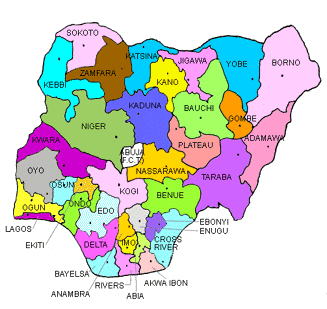 SOKOTO
KATSINA
ZAMFARA
KEBBI
KANO
JIGAWA
YOBE
BORNO
KADUNA
BAUCHI
GOMBE
NIGER
ADAMAWA
KWARA
ABUJA
(F.C.T)
PLATEAU
NASSARAWA
OYO
TARABA
OSUN
KOGI
BENUE
OGUN
ONDO
EDO
LAGOS
EKITI
DELTA
IMO
CROSS
RIVER
EBONYI
ENUGU
BAYELSA
ANAMBRA
RIVERS
ABIA
AKWA IBON